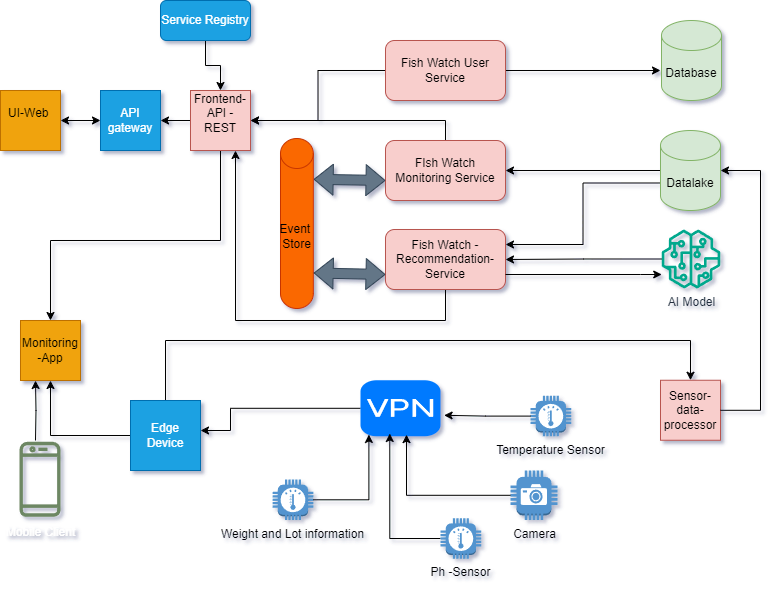 Service Registry
Fish Watch User
Service
Database
UI-Web
API
gateway
Frontend-
API -
REST
FIsh Watch
Monitoring Service
Datalake
Event
Store
Fish Watch -
Recommendation-
Service
AI Model
Monitoring
-App
Edge
Device
VPN
Sensor-
data-
processor
Temperature Sensor
Mobile Client
Weight and Lot information
Camera
Ph -Sensor